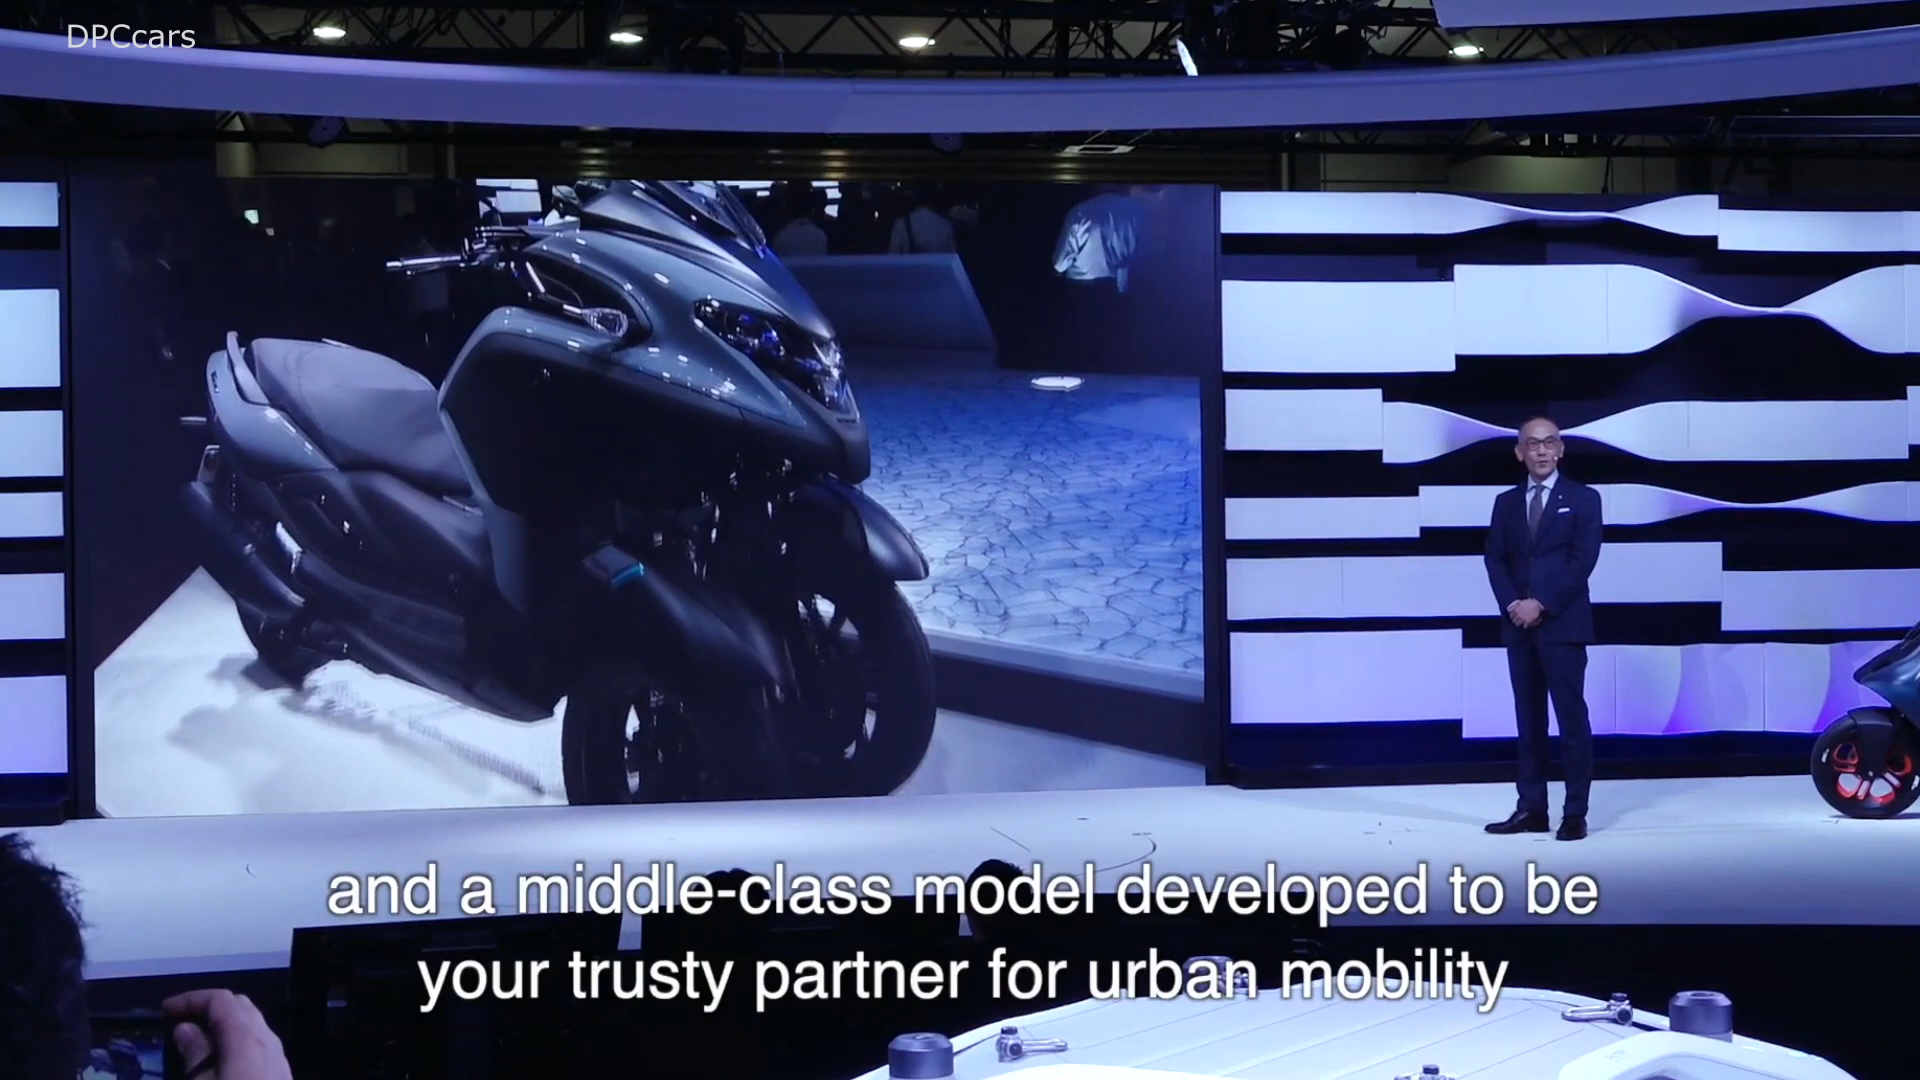 DPCcars
and a middle-class model developed to be
your trusty partner for urban mobility